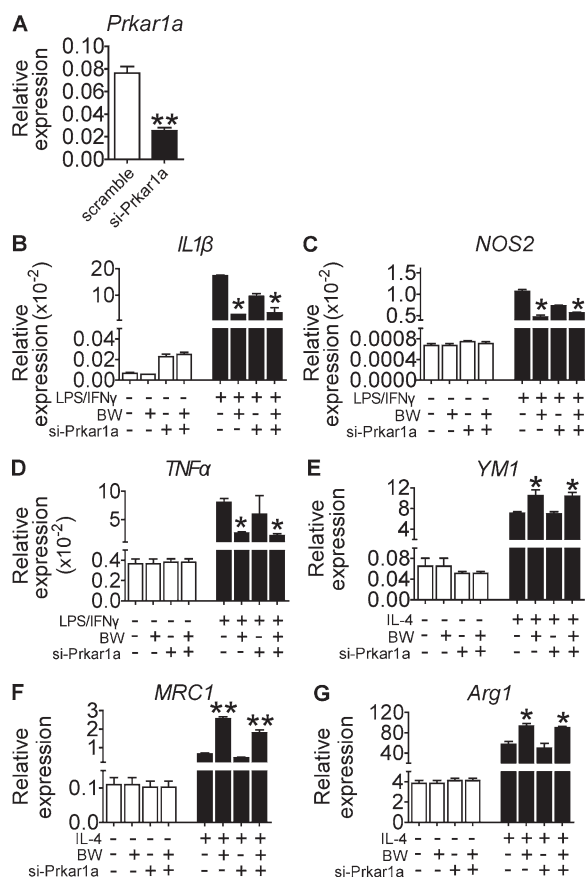 A
Prkar1a
Relative expression
0.10
0.08
0.06
0.04
0.02
0.00
**
scramble
si-Prkar1a
B
IL1β
Relative expression (x10-2)
20
10
0.04
0.02
0.00
* *
LPS/IFNγ - - - - + + + +
BW - + - + - + - +
si-Prkar1a - - + + - - + +
C
NOS2
Relative expression (x10-2)
1.5
1.0
0.5
0.0008
0.0004
0.0000
* *
LPS/IFNγ - - - - + + + +
BW - + - + - + - +
si-Prkar1a - - + + - - + +
D
TNFα
Relative expression (x10-2)
10
5
0.4
0.2
0.0
* *
LPS/IFNγ - - - - + + + +
BW - + - + - + - +
si-Prkar1a - - + + - - + +
E
YM1
Relative expression
12
8
0.08
0.04
0.00
* *
IL-4 - - - - + + + +
BW - + - + - + - +
si-Prkar1a - - + + - - + +
F
MRC1
Relative expression
3
2
1
0.1
0.0
** **
IL-4 - - - - + + + +
BW - + - + - + - +
si-Prkar1a - - + + - - + +
G
Arg1
Relative expression
120
80
40
4
2
0
* *
IL-4 - - - - + + + +
BW - + - + - + - +
si-Prkar1a - - + + - - + +